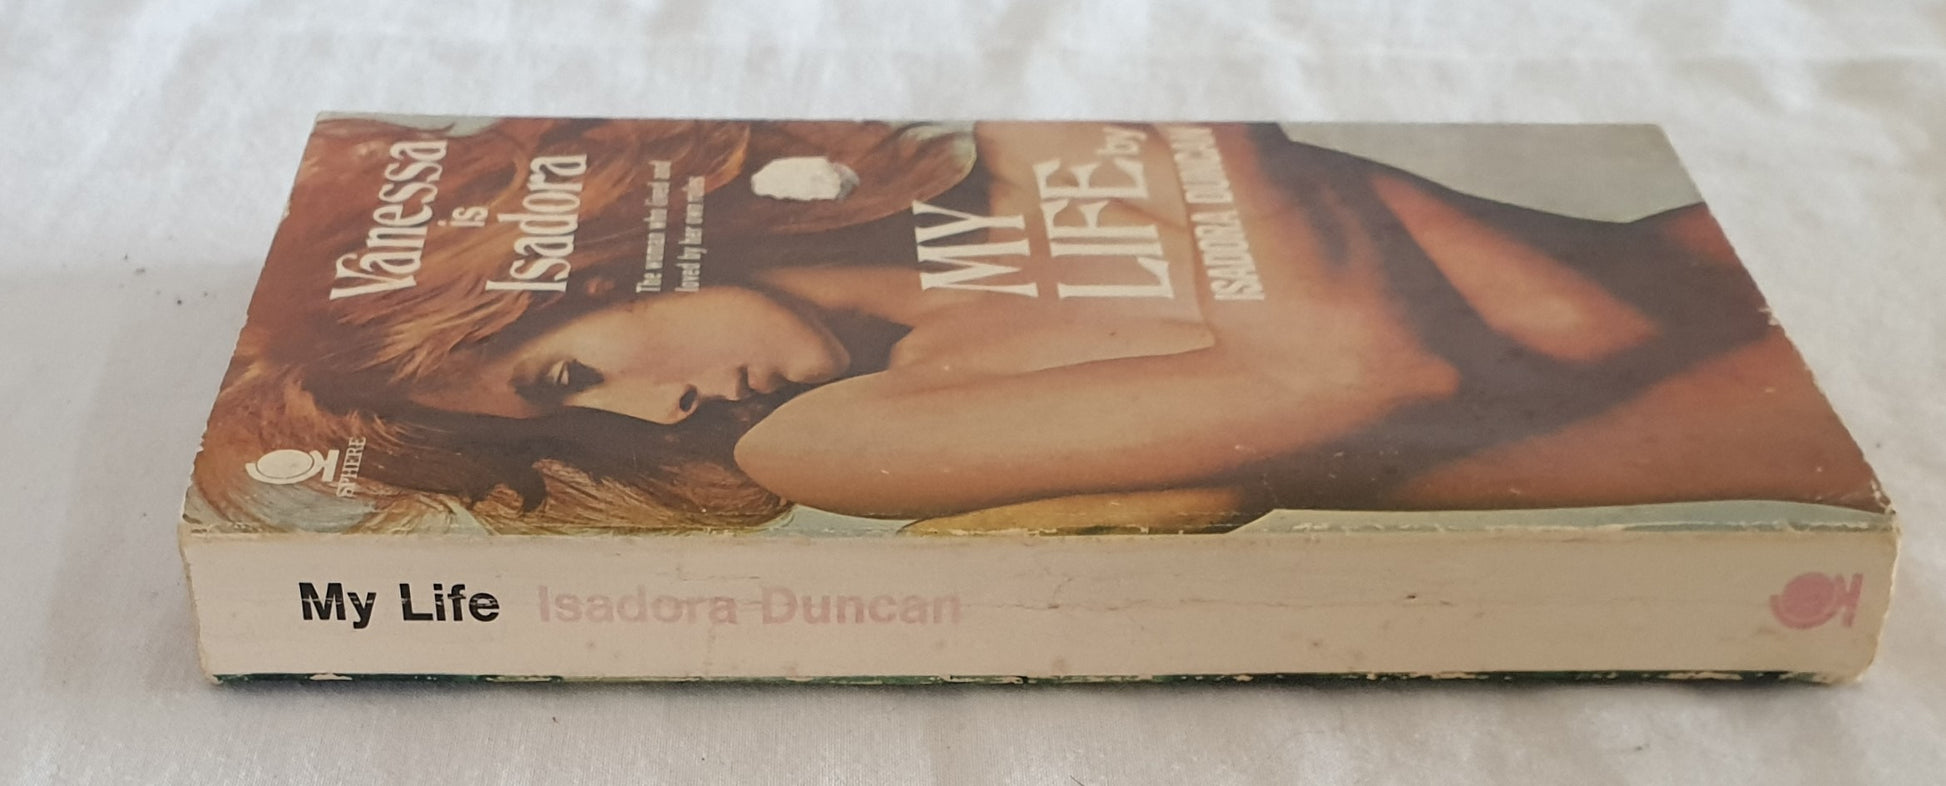 Vanessa
is
Isadora
The woman who lived and
loved by her own rules
MY
LIFE by
ISADORA DUNCAN
SPHERE
My Life Isadora Duncan